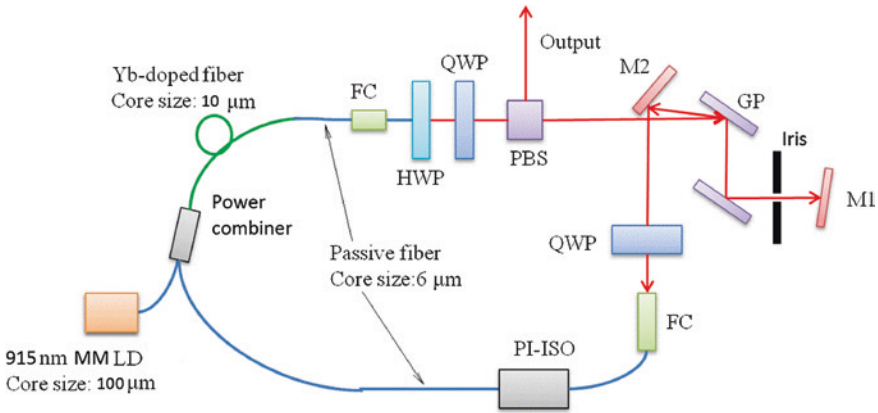 Yb-doped fiber
Core size: 10 μm
FC
HWP
QWP
Output
PBS
M2
GP
Iris
M1
Power
combiner
Passive fiber
Core size:6 μm
QWP
FC
PI-ISO
915 nm MM LD
Core size: 100 μm